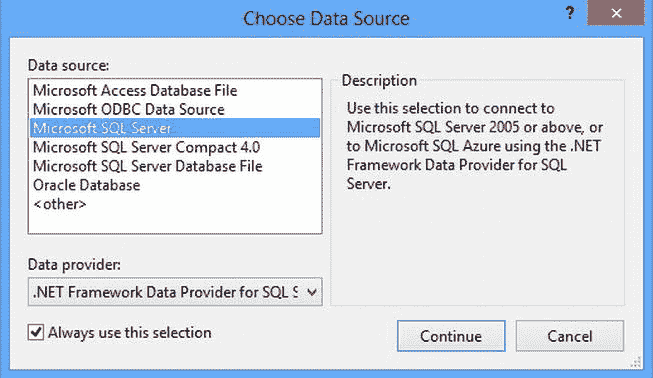 Choose Data Source
?
Data source:
Microsoft Access Database File
Microsoft ODBC Data Source
Microsoft SQL Server
Microsoft SQL Server Compact 4.0
Microsoft SQL Server Database File
Oracle Database
<other>
Description
Use this selection to connect to
Microsoft SQL Server 2005 or above, or
to Microsoft SQL Azure using the .NET
Framework Data Provider for SQL
Server.
Data provider:
.NET Framework Data Provider for SQL S
Always use this selection
Continue
Cancel